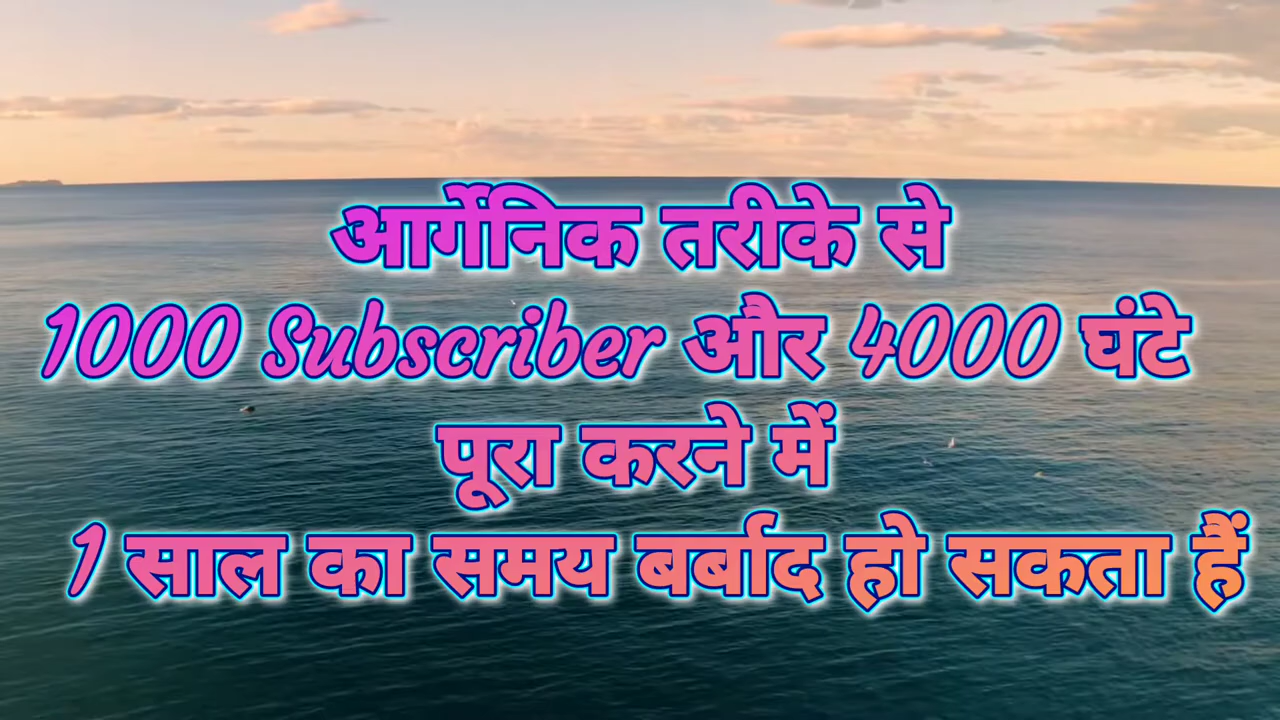 आर्गेनिक तरीके से
1000 Subscriber और 4000 घंटे
पूरा करने में
1 साल का समय बर्बाद हो सकता हैं